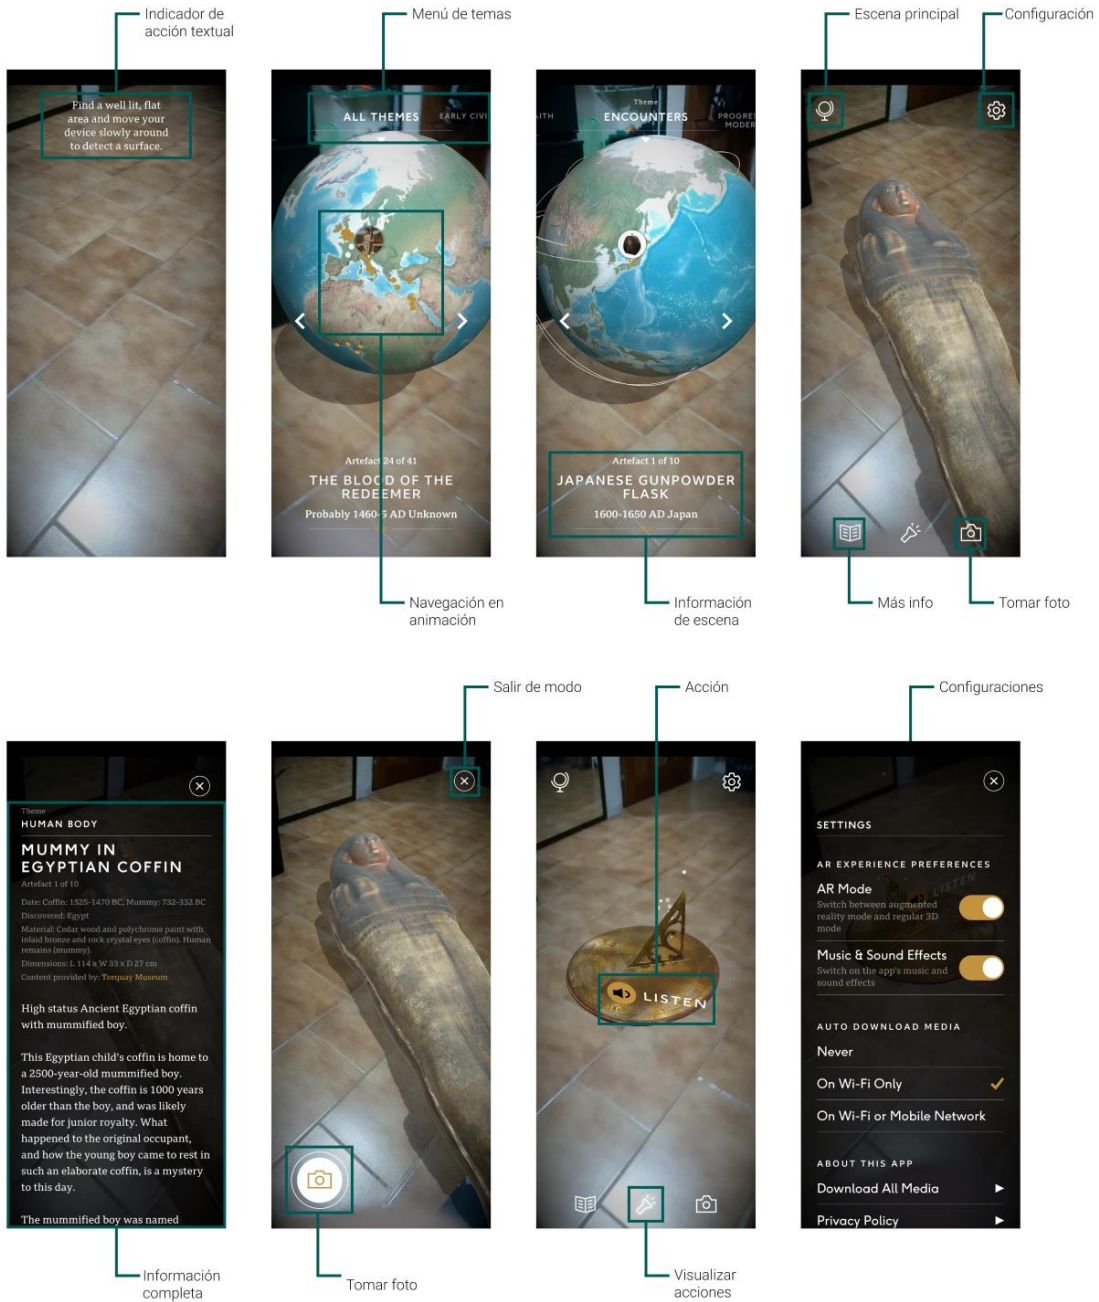 Indicador de
acción textual
Menú de temas
Escena principal
Configuración
Find a well lit, flat
area and move your
device slowly around
to detect a surface.
ALL THEMES
EARLY CIVI
AITH
Theme
ENCOUNTERS
PROGRES
MODER
Artefact 24 of 41
THE BLOOD OF THE
REDEEMER
Probably 1460-5 AD Unknown
Artefact 1 of 10
JAPANESE GUNPOWDER
FLASK
1600-1650 AD Japan
Navegación en
animación
Información
de escena
Más info
Tomar foto
Salir de modo
Acción
Configuraciones
Theme
HUMAN BODY
MUMMY IN
EGYPTIAN COFFIN
Artefact 1 of 10
Date: Coffin: 1525-1470 BC, Mummy: 732-332 BC
Discovered: Egypt
Material: Cedar wood and polychrome paint with
inlaid bronze and rock crystal eyes (coffin). Human
remains (mummy).
Dimensions: L 114 x W 33 x D 27 cm
Content provided by: Torquay Museum
High status Ancient Egyptian coffin
with mummified boy.
This Egyptian child's coffin is home to
a 2500-year-old mummified boy.
Interestingly, the coffin is 1000 years
older than the boy, and was likely
made for junior royalty. What
happened to the original occupant,
and how the young boy came to rest in
such an elaborate coffin, is a mystery
to this day.
The mummified boy was named
LISTEN
SETTINGS
AR EXPERIENCE PREFERENCES
LISTEN
AR Mode
Switch between augmented
reality mode and regular 3D
mode
Music & Sound Effects
Switch on the app's music and
sound effects
AUTO DOWNLOAD MEDIA
Never
On Wi-Fi Only
On Wi-Fi or Mobile Network
ABOUT THIS APP
Download All Media
Privacy Policy
Información
completa
Tomar foto
Visualizar
acciones